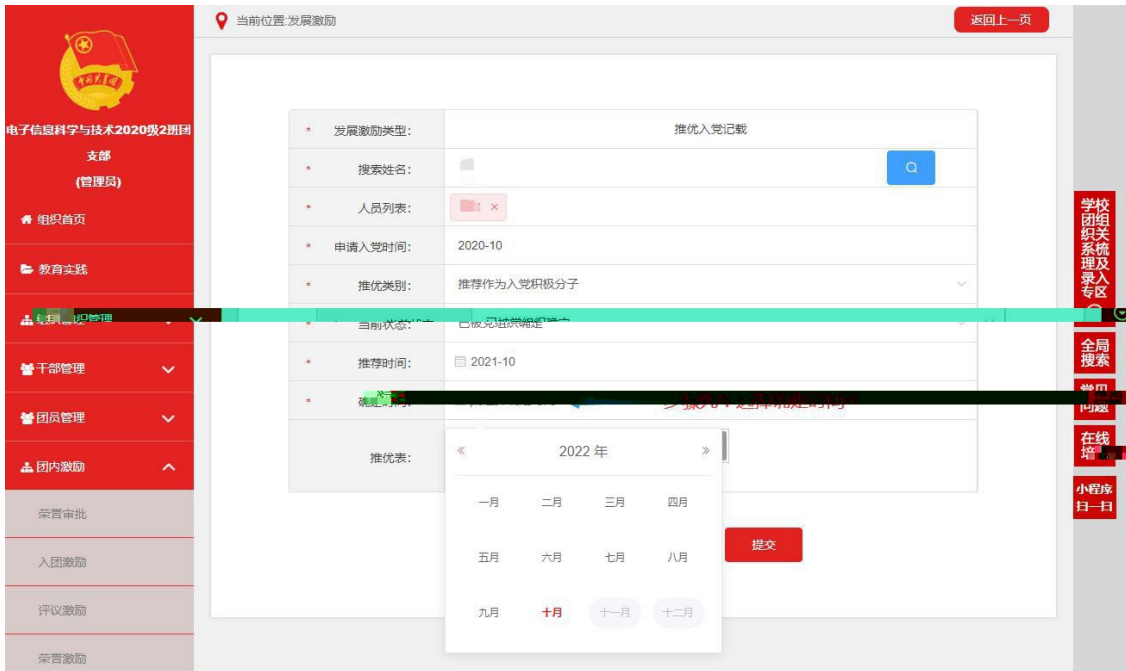 当前位置:发展激励
返回上一页
电子信息科学与技术2020级2班团
支部
(管理员)
组织首页
教育实践
干部管理
团员管理
团内激励
荣誉审批
入团激励
评议激励
荣誉激励
* 发展激励类型: 推优入党记载
* 搜索姓名:
* 人员列表: ×
* 申请入党时间: 2020-10
* 推优类别: 推荐作为入党积极分子
* 当前状态:
* 推荐时间: 2021-10
*
推优表:
« 2022 年 »
一月 二月 三月 四月
五月 六月 七月 八月
九月 十月 十一月 十二月
提交
学校
团组
织关
系梳
理及
录入
专区
全局
搜索
问题
在线
小程序
扫一扫